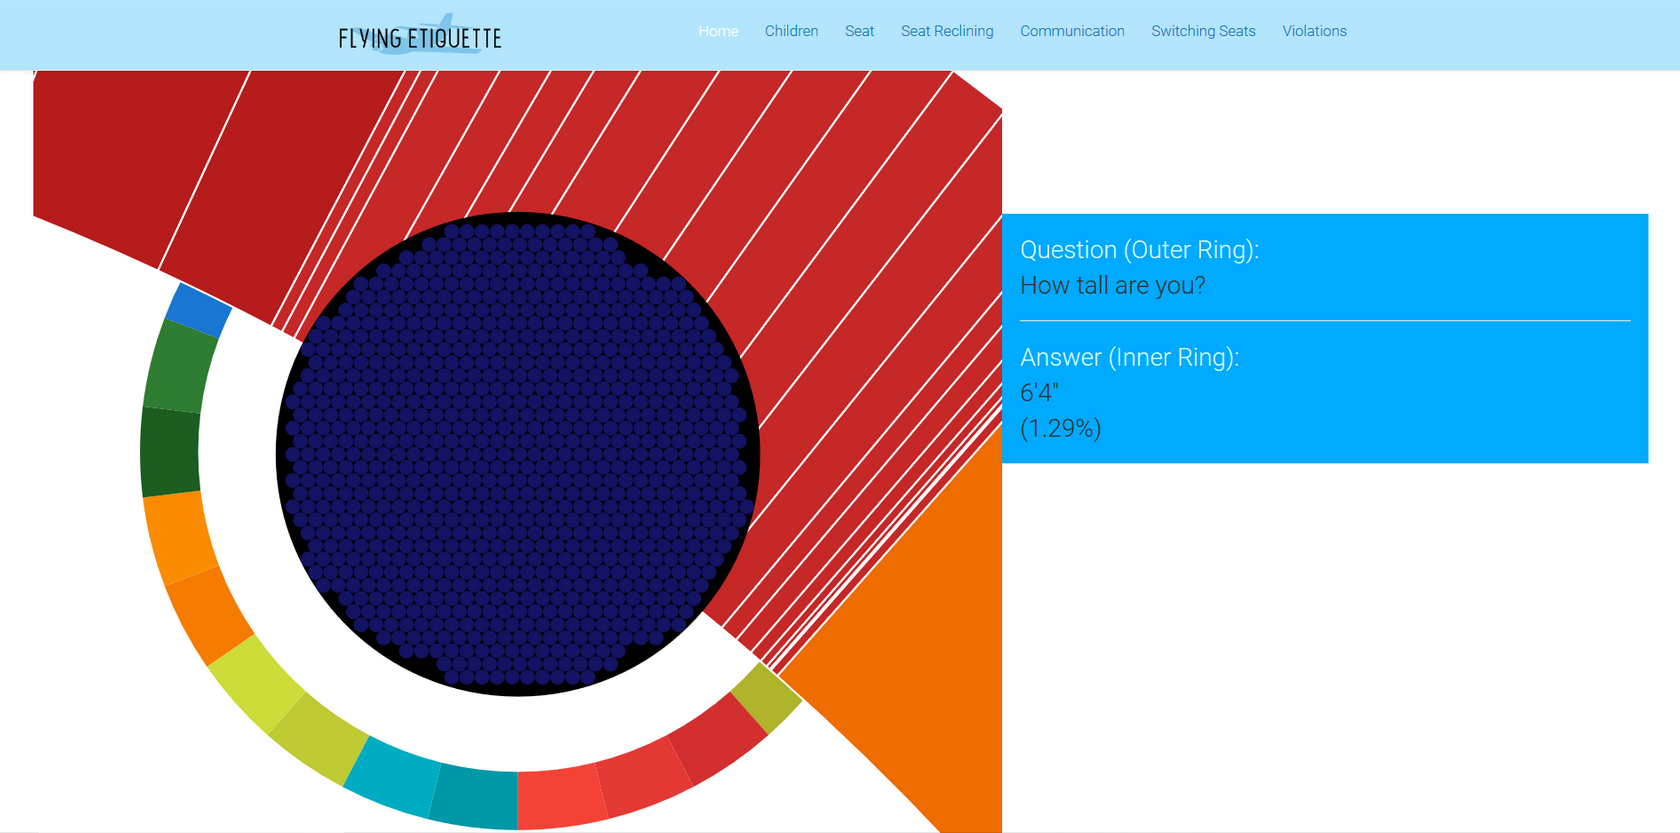 FLYING ETIQUETTE
Home Children Seat Seat Reclining Communication Switching Seats Violations
Question (Outer Ring):
How tall are you?
Answer (Inner Ring):
6'4"
(1.29%)